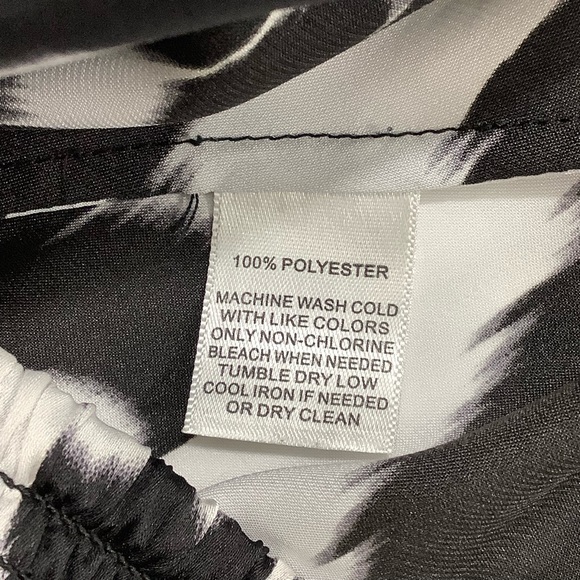 100% POLYESTER
MACHINE WASH COLD
WITH LIKE COLORS
ONLY NON-CHLORINE
BLEACH WHEN NEEDED
TUMBLE DRY LOW
COOL IRON IF NEEDED
OR DRY CLEAN